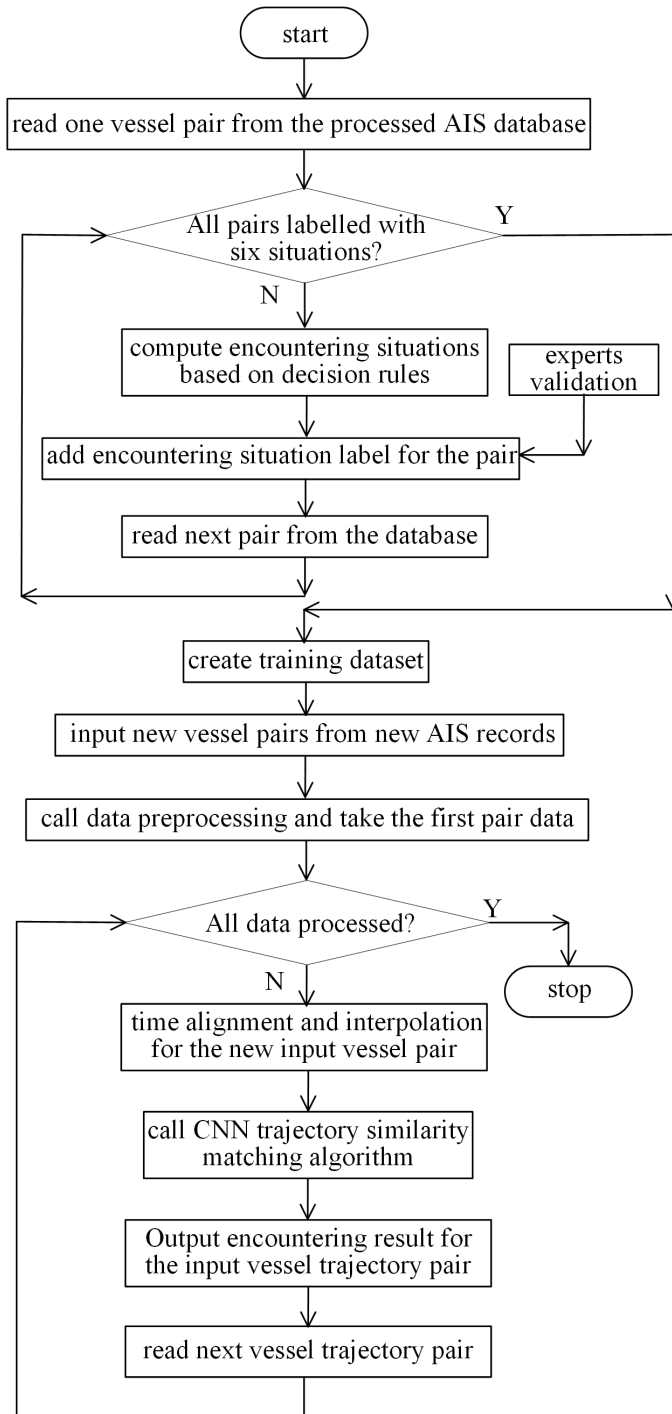 start
read one vessel pair from the processed AIS database
All pairs labelled with
six situations?
Y
N
compute encountering situations
based on decision rules
experts
validation
add encountering situation label for the pair
read next pair from the database
create training dataset
input new vessel pairs from new AIS records
call data preprocessing and take the first pair data
All data processed?
Y
N
stop
time alignment and interpolation
for the new input vessel pair
call CNN trajectory similarity
matching algorithm
Output encountering result for
the input vessel trajectory pair
read next vessel trajectory pair